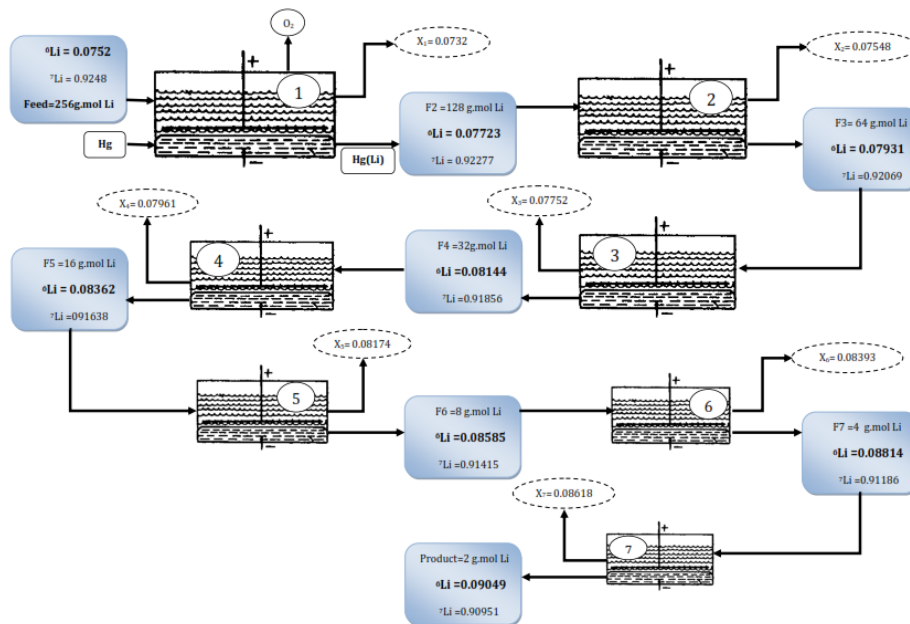 O₂
⁶Li = 0.0752
⁷Li = 0.9248
Feed=256g.mol Li
X₁= 0.0732
1
+
−
Hg
Hg(Li)
F2 =128 g.mol Li
⁶Li = 0.07723
⁷Li = 0.92277
X₂= 0.07548
2
+
−
F3= 64 g.mol Li
⁶Li = 0.07931
⁷Li = 0.92069
X₃= 0.07752
3
+
−
F4 =32g.mol Li
⁶Li = 0.08144
⁷Li = 0.91856
X₄= 0.07961
4
+
−
F5 =16 g.mol Li
⁶Li = 0.08362
⁷Li =091638
X₅= 0.08174
5
+
−
F6 =8 g.mol Li
⁶Li = 0.08585
⁷Li = 0.91415
X₆= 0.08393
6
+
−
F7 =4 g.mol Li
⁶Li = 0.08814
⁷Li = 0.91186
X₇= 0.08618
7
+
−
Product=2 g.mol Li
⁶Li = 0.09049
⁷Li = 0.90951